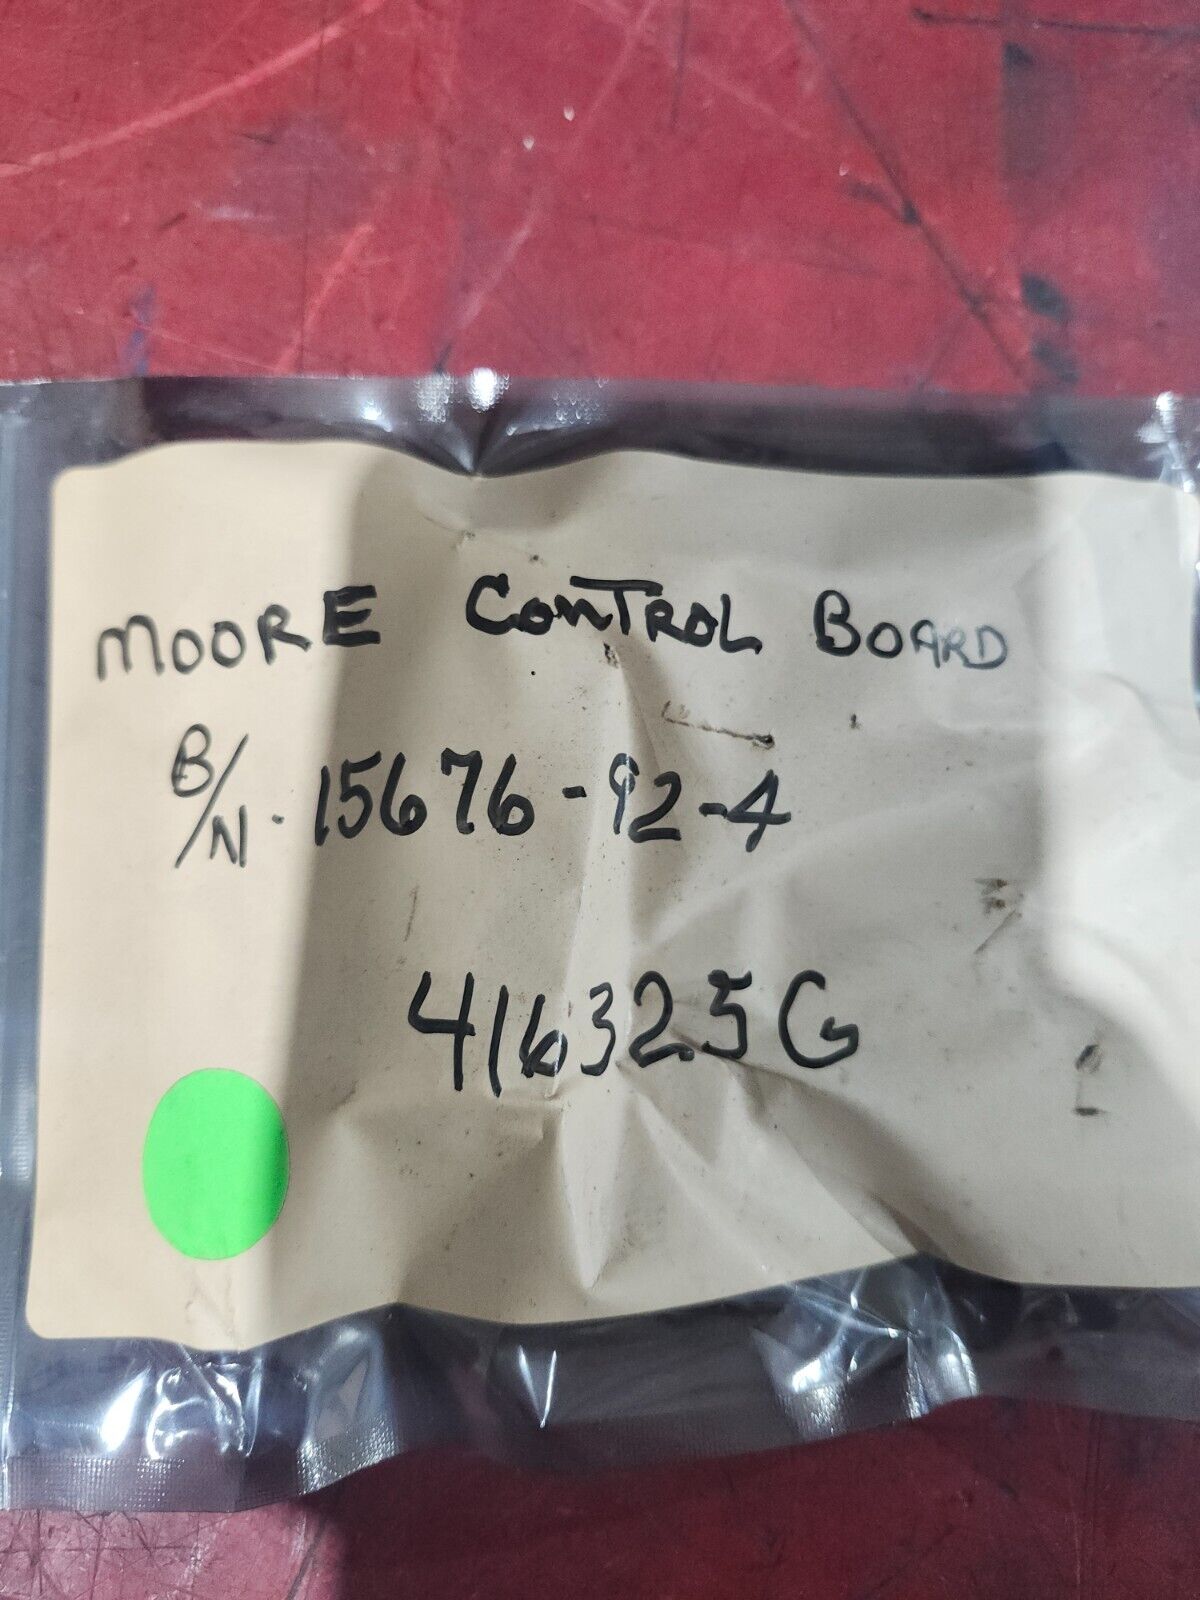 MOORE CONTROL BOARD
B/N. 15676-92-4
416325G